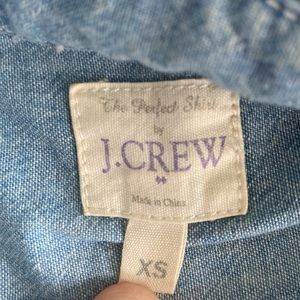 The Perfect Shirt
by
J.CREW
Made in China
XS